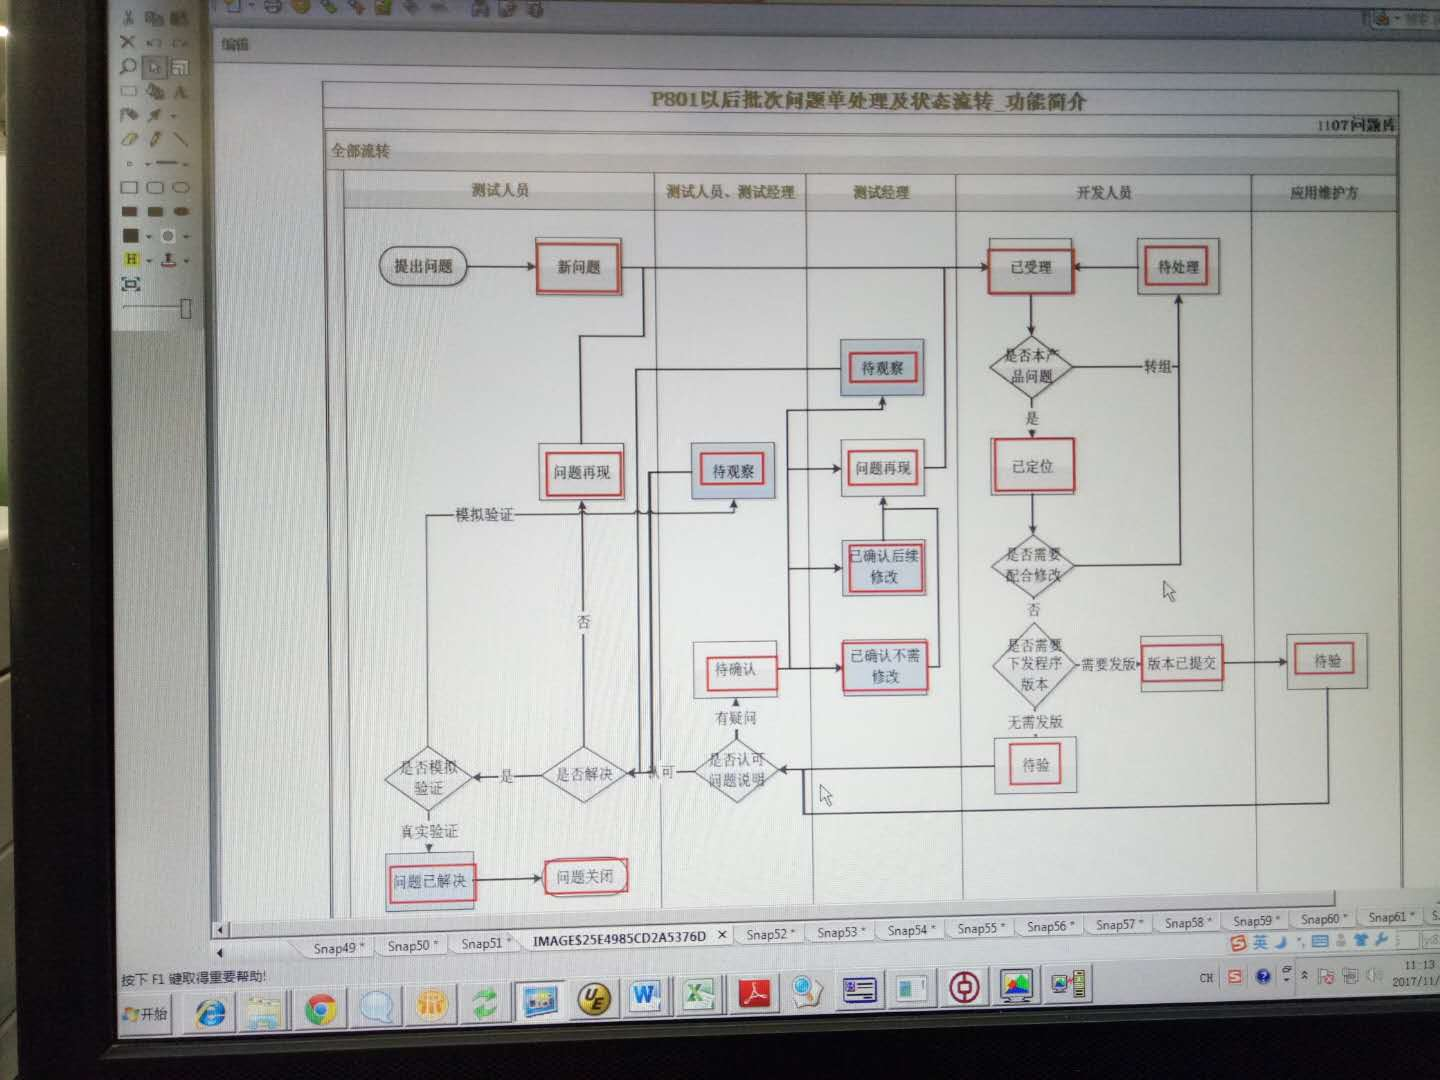 编辑
P801以后批次问题单处理及状态流转_功能简介
1107问题库
全部流转
测试人员
测试人员、测试经理
测试经理
开发人员
应用维护方
提出问题
新问题
已受理
待处理
待观察
是否本产
品问题
转组
是
问题再现
待观察
问题再现
已定位
模拟验证
已确认后续
修改
是否需要
配合修改
否
否
待确认
已确认不需
修改
是否需要
下发程序
版本
需要发版
版本已提交
待验
有疑问
无需发版
是否模拟
验证
是
是否解决
认可
是否认可
问题说明
待验
真实验证
问题已解决
问题关闭
Snap49 *
Snap50 *
Snap51 *
IMAGE$25E4985CD2A5376D
Snap52 *
Snap53 *
Snap54 *
Snap55 *
Snap56 *
Snap57 *
Snap58 *
Snap59 *
Snap60 *
Snap61 *
英
按下 F1 键取得重要帮助!
开始
CH
11:13
2017/11/